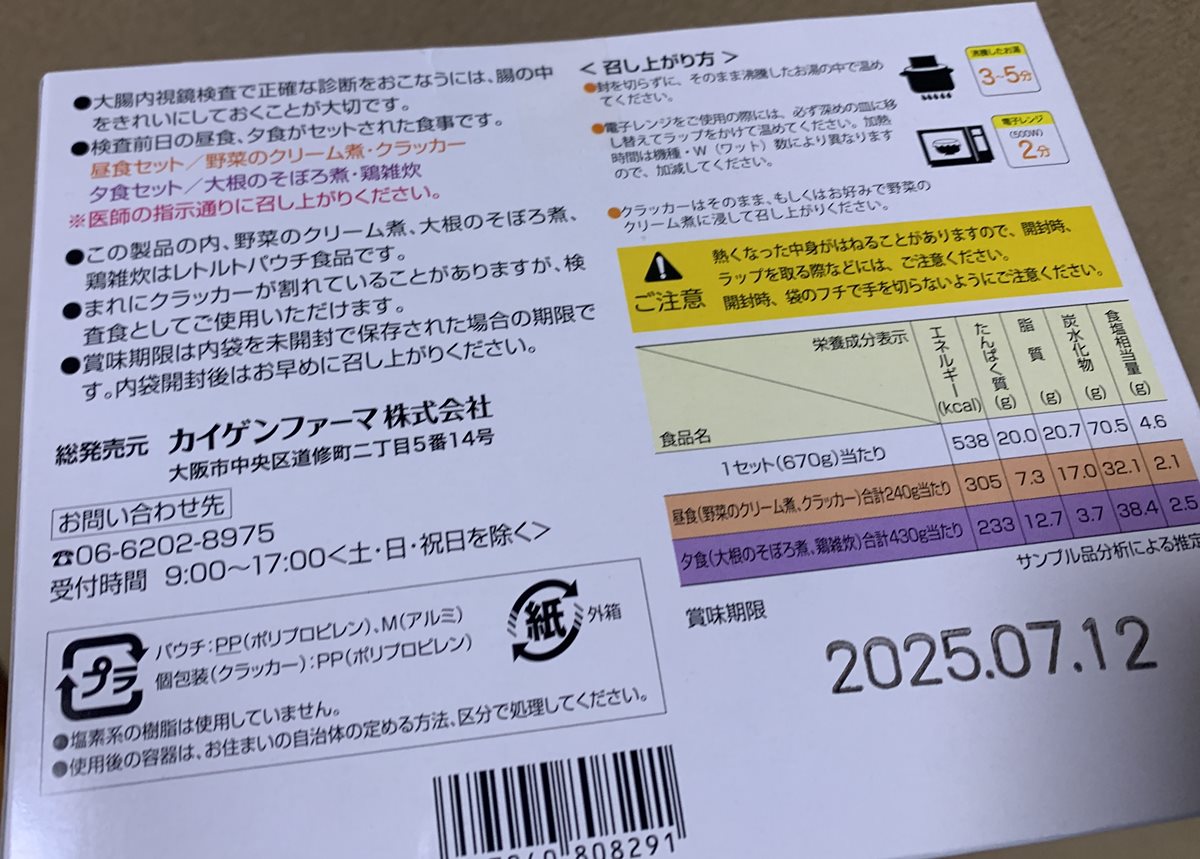 ●大腸内視鏡検査で正確な診断をおこなうには、腸の中
をきれいにしておくことが大切です。
●検査前日の昼食、夕食がセットされた食事です。
昼食セット／野菜のクリーム煮・クラッカー
夕食セット／大根のそぼろ煮・鶏雑炊
※医師の指示通りに召し上がりください。
●この製品の内、野菜のクリーム煮、大根のそぼろ煮、
鶏雑炊はレトルトパウチ食品です。
●まれにクラッカーが割れていることがありますが、検
査食としてご使用いただけます。
●賞味期限は内袋を未開封で保存された場合の期限で
す。内袋開封後はお早めに召し上がりください。
総発売元 カイゲンファーマ株式会社
大阪市中央区道修町二丁目5番14号
お問い合わせ先
☎06-6202-8975
受付時間 9:00～17:00<土・日・祝日を除く>
プラ
パウチ：PP（ポリプロピレン）、M（アルミ）
個包装（クラッカー）：PP（ポリプロピレン）
紙 外箱
●塩素系の樹脂は使用していません。
●使用後の容器は、お住まいの自治体の定める方法、区分で処理してください。
<召し上がり方>
●封を切らずに、そのまま沸騰したお湯の中で温め
てください。
沸騰したお湯
3～5分
●電子レンジをご使用の際には、必ず深めの皿に移
し替えてラップをかけて温めてください。加熱
時間は機種・W（ワット）数により異なります
ので、加減してください。
電子レンジ
(500W)
2分
●クラッカーはそのまま、もしくはお好みで野菜の
クリーム煮に浸して召し上がりください。
ご注意
熱くなった中身がはねることがありますので、開封時、
ラップを取る際などには、ご注意ください。
開封時、袋のフチで手を切らないようにご注意ください。
栄養成分表示 食品名 エネルギー(kcal) たんぱく質(g) 脂質(g) 炭水化物(g) 食塩相当量(g)
1セット(670g)当たり 538 20.0 20.7 70.5 4.6
昼食(野菜のクリーム煮、クラッカー)合計240g当たり 305 7.3 17.0 32.1 2.1
夕食(大根のそぼろ煮、鶏雑炊)合計430g当たり 233 12.7 3.7 38.4 2.5
サンプル品分析による推定
賞味期限
2025.07.12
808291